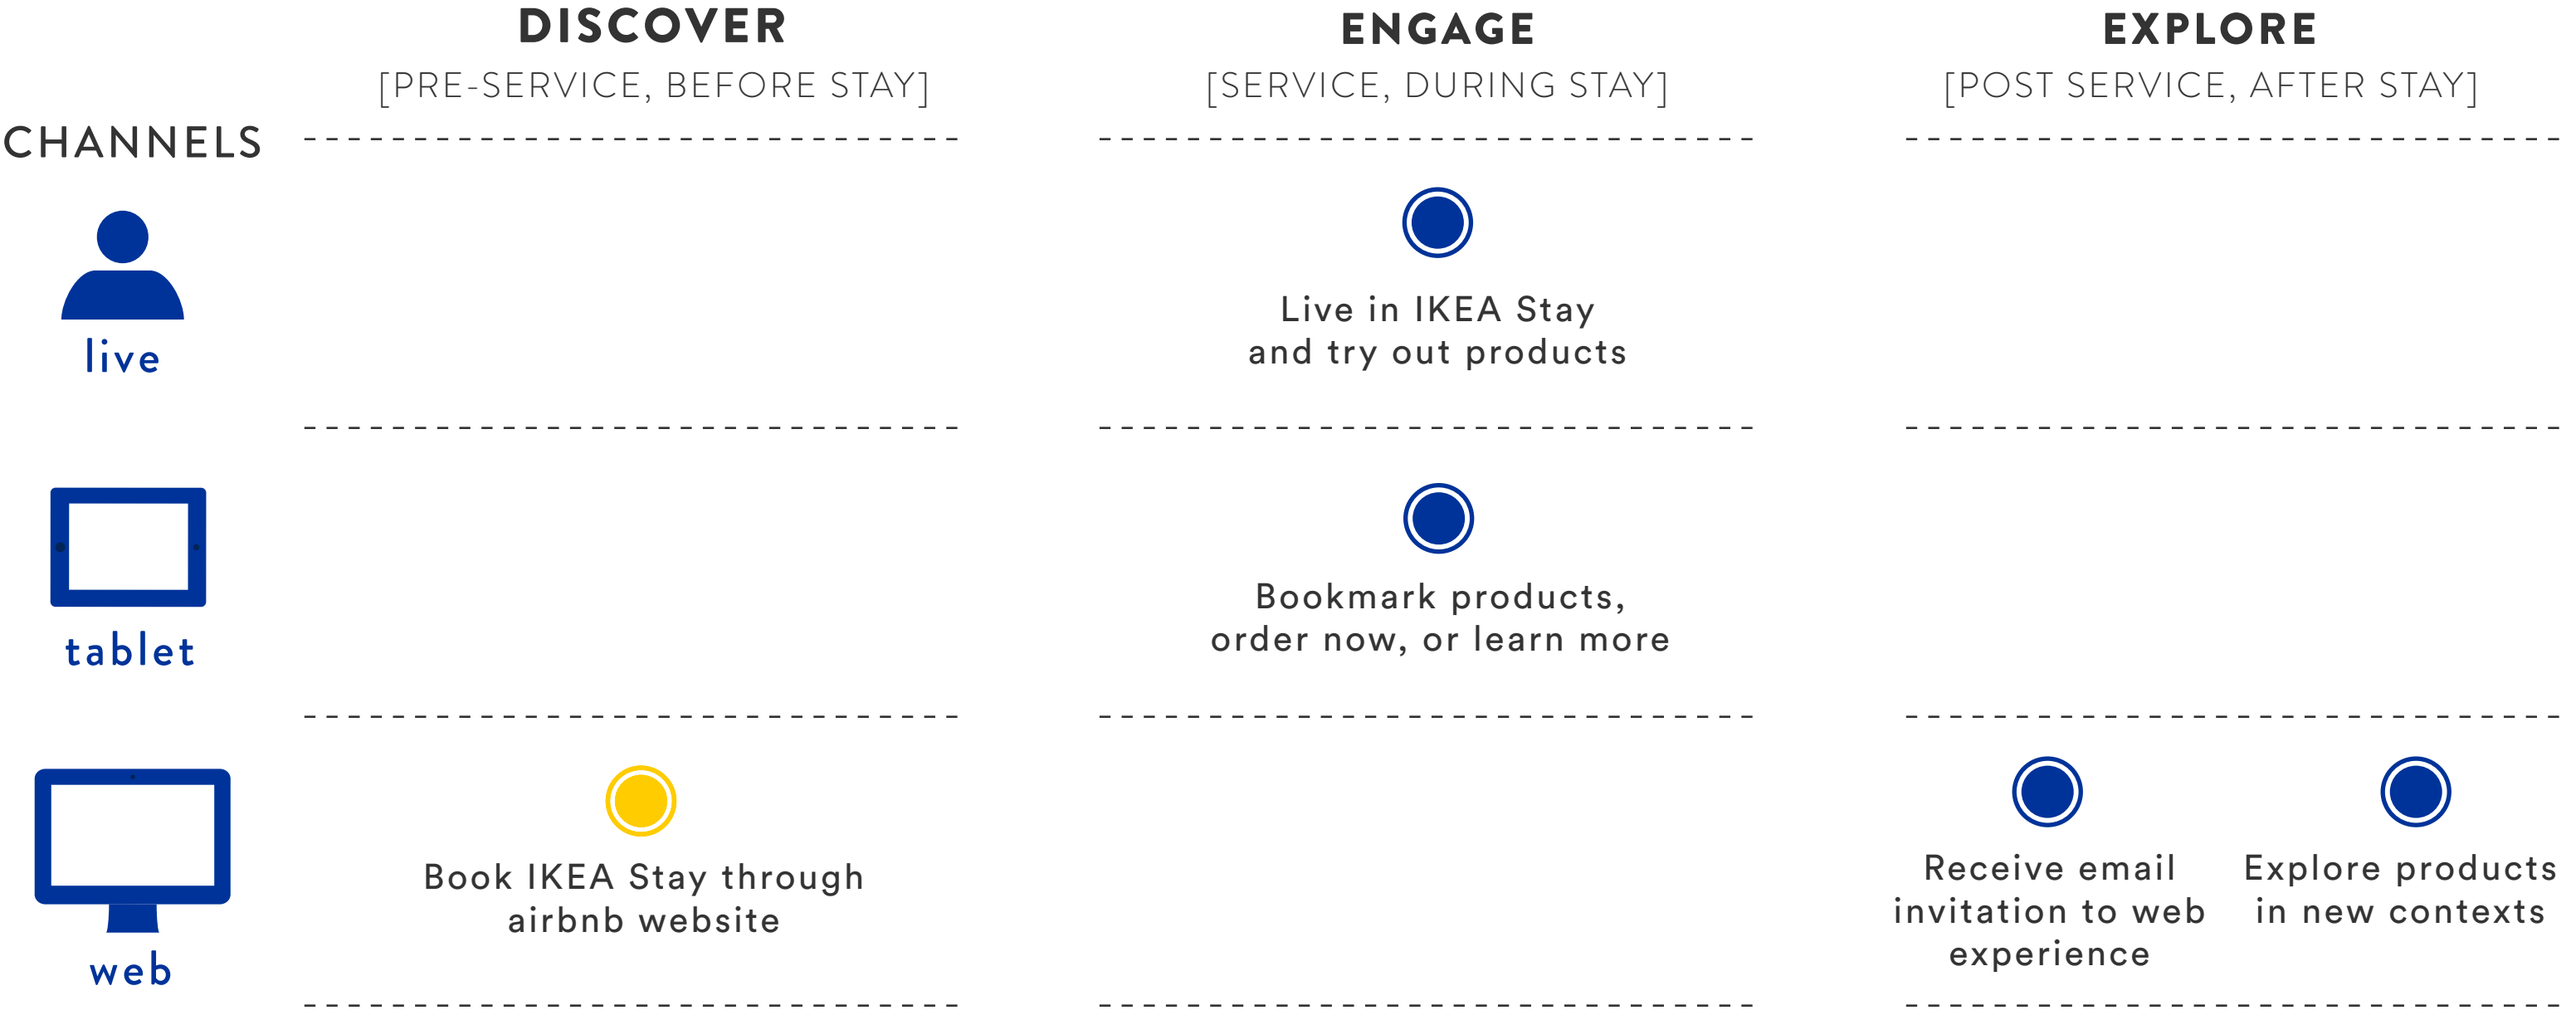 DISCOVER
[PRE-SERVICE, BEFORE STAY]
ENGAGE
[SERVICE, DURING STAY]
EXPLORE
[POST SERVICE, AFTER STAY]
CHANNELS
live
Live in IKEA Stay
and try out products
tablet
Bookmark products,
order now, or learn more
web
Book IKEA Stay through
airbnb website
Receive email
invitation to web
experience
Explore products
in new contexts